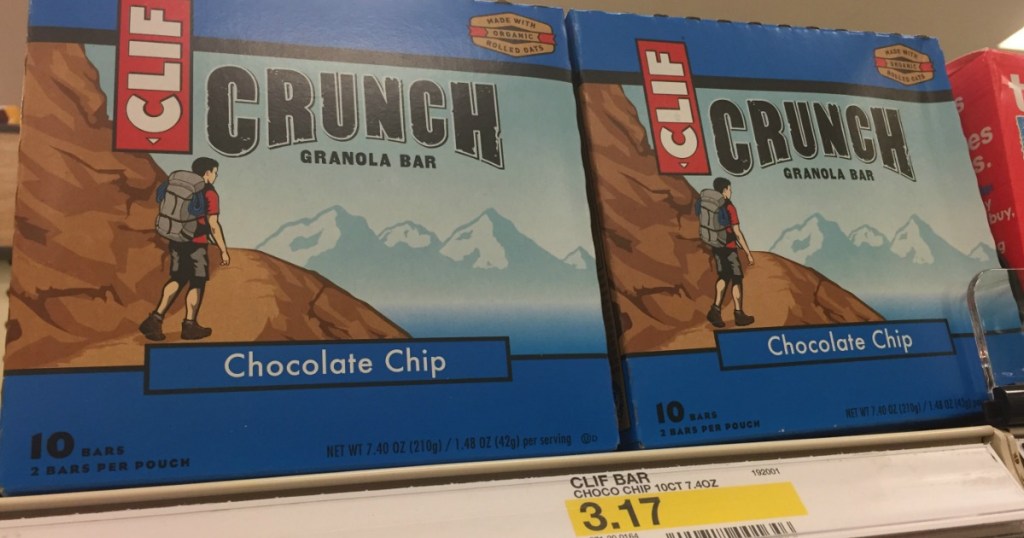 MADE WITH
ORGANIC
ROLLED OATS
CLIF
CRUNCH
GRANOLA BAR
Chocolate Chip
10 BARS
2 BARS PER POUCH
NET WT 7.40 OZ (210g) / 1.48 OZ (42g) per serving
MADE WITH
ORGANIC
ROLLED OATS
CLIF
CRUNCH
GRANOLA BAR
Chocolate Chip
10 BARS
2 BARS PER POUCH
NET WT 7.40 OZ (210g) / 1.48 OZ (42g) per
es
s.
buy.
CLIF BAR
CHOCO CHIP 10CT 7.4OZ
192001
3.17